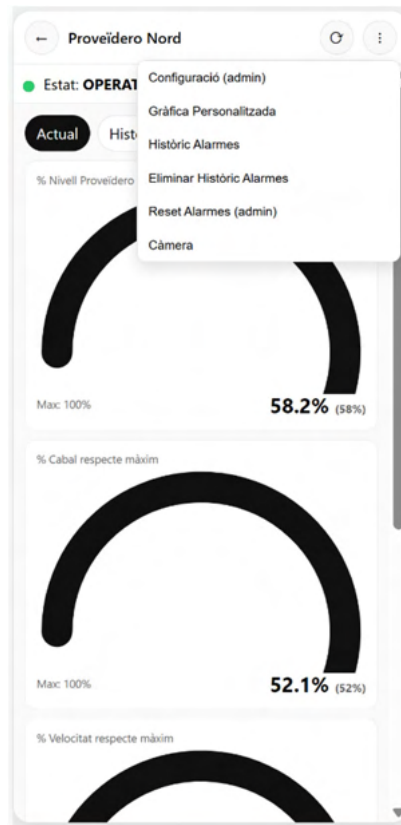 Proveïdero Nord
Estat: OPERAT
Configuració (admin)
Gràfica Personalitzada
Històric Alarmes
Eliminar Històric Alarmes
Reset Alarmes (admin)
Càmera
Actual
Hist
% Nivell Proveïdero
Max: 100%
58.2% (58%)
% Cabal respecte màxim
Max: 100%
52.1% (52%)
% Velocitat respecte màxim